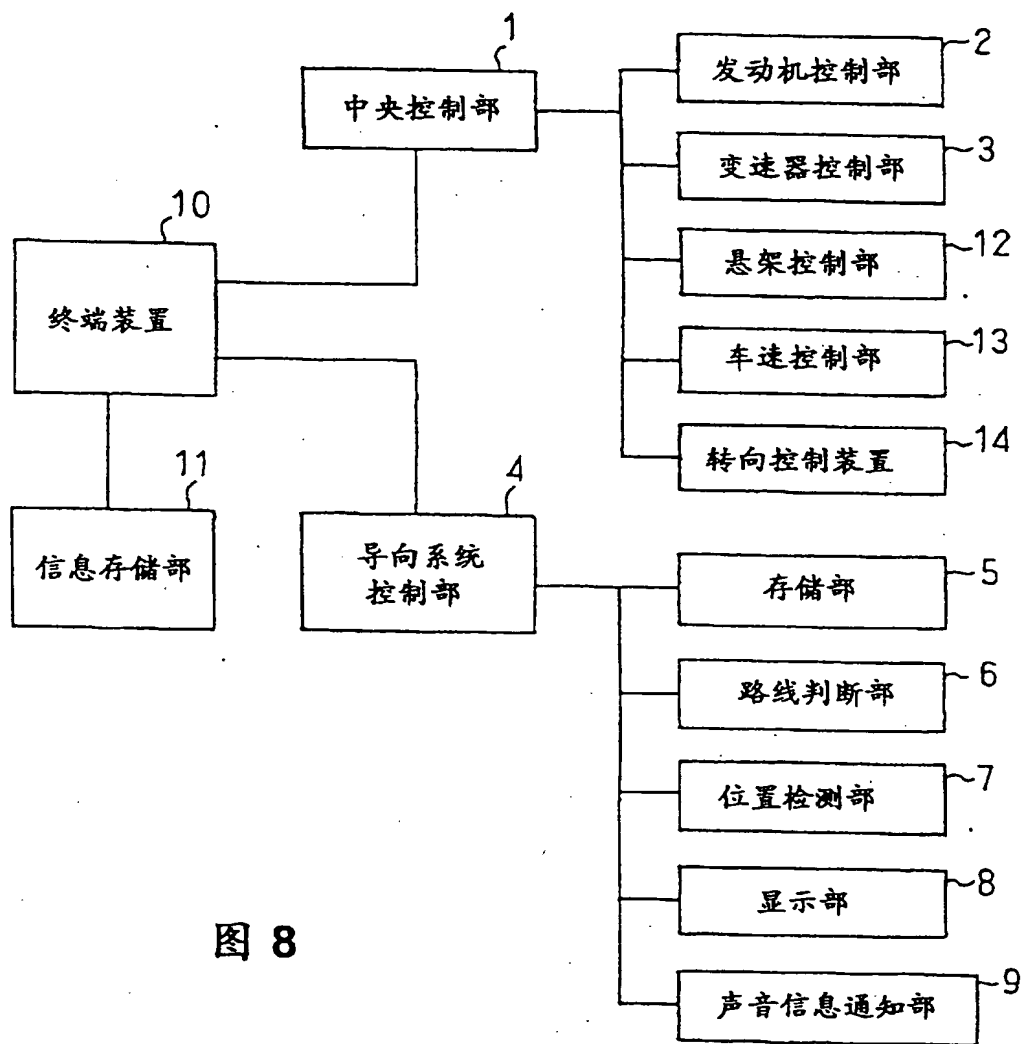 1
中央控制部
2
发动机控制部
3
变速器控制部
12
悬架控制部
13
车速控制部
14
转向控制装置
10
终端装置
11
信息存储部
4
导向系统
控制部
5
存储部
6
路线判断部
7
位置检测部
8
显示部
9
声音信息通知部
图 8